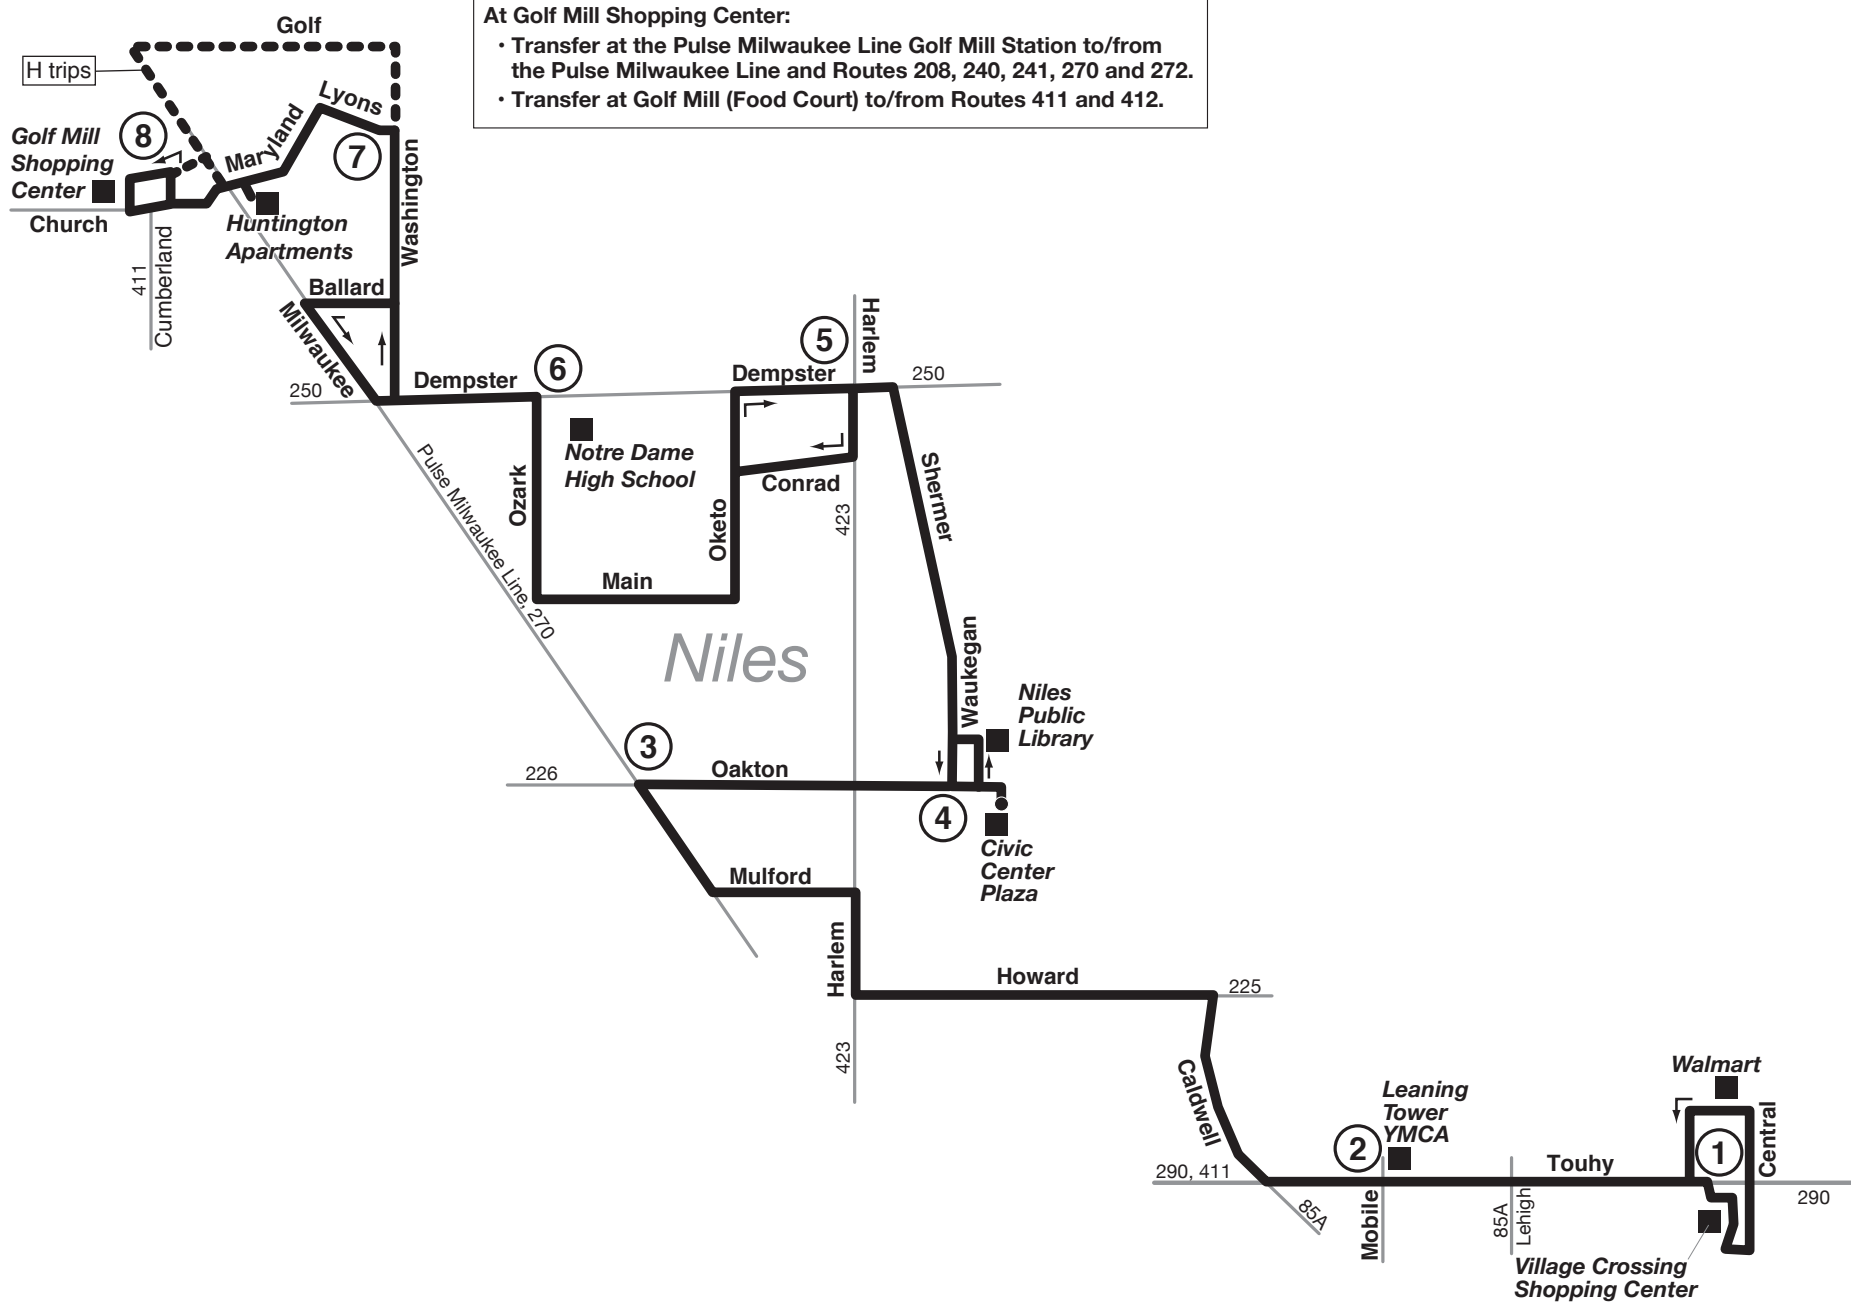 At Golf Mill Shopping Center:
• Transfer at the Pulse Milwaukee Line Golf Mill Station to/from
the Pulse Milwaukee Line and Routes 208, 240, 241, 270 and 272.
• Transfer at Golf Mill (Food Court) to/from Routes 411 and 412.
Golf
H trips
Lyons
Maryland
8
7
Golf Mill
Shopping
Center
Washington
Church
Huntington
Apartments
411
Cumberland
Ballard
Milwaukee
250
Dempster
6
5
Harlem
Dempster
250
Notre Dame
High School
Ozark
Pulse Milwaukee Line, 270
Oketo
Conrad
423
Shermer
Main
Niles
Waukegan
Niles
Public
Library
3
226
Oakton
4
Civic
Center
Plaza
Mulford
Harlem
Howard
225
423
Caldwell
Leaning
Tower
YMCA
Walmart
2
1
Central
Touhy
290, 411
85A
Mobile
85A
Lehigh
290
Village Crossing
Shopping Center